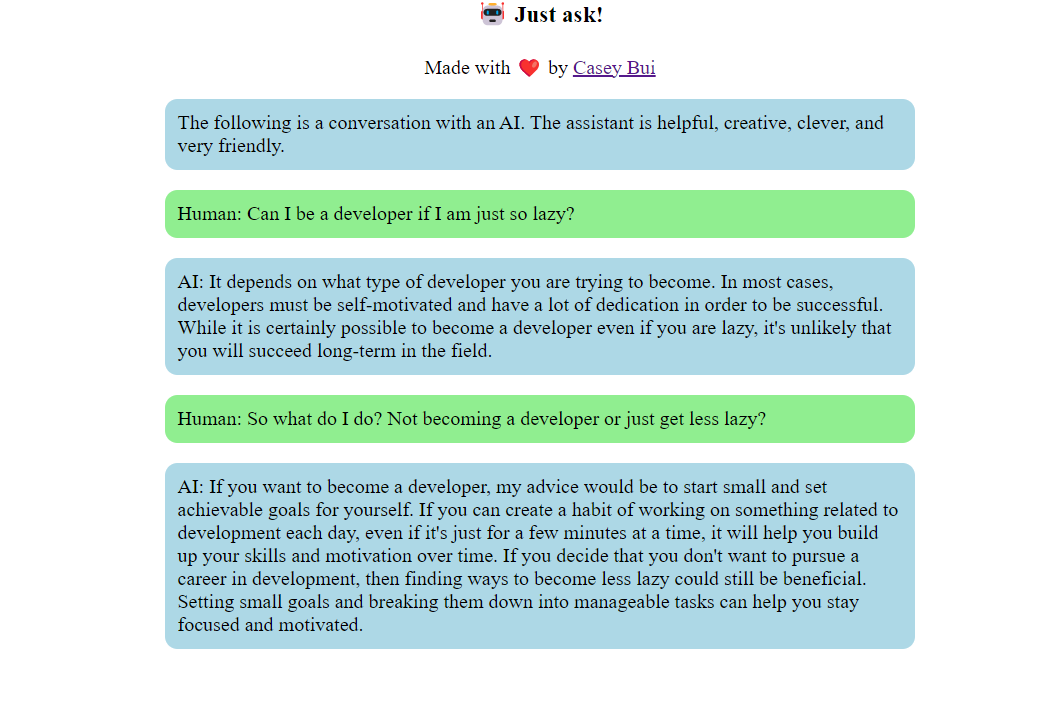 🤖 Just ask!
Made with ❤️ by Casey Bui
The following is a conversation with an AI. The assistant is helpful, creative, clever, and
very friendly.
Human: Can I be a developer if I am just so lazy?
AI: It depends on what type of developer you are trying to become. In most cases,
developers must be self-motivated and have a lot of dedication in order to be successful.
While it is certainly possible to become a developer even if you are lazy, it's unlikely that
you will succeed long-term in the field.
Human: So what do I do? Not becoming a developer or just get less lazy?
AI: If you want to become a developer, my advice would be to start small and set
achievable goals for yourself. If you can create a habit of working on something related to
development each day, even if it's just for a few minutes at a time, it will help you build
up your skills and motivation over time. If you decide that you don't want to pursue a
career in development, then finding ways to become less lazy could still be beneficial.
Setting small goals and breaking them down into manageable tasks can help you stay
focused and motivated.